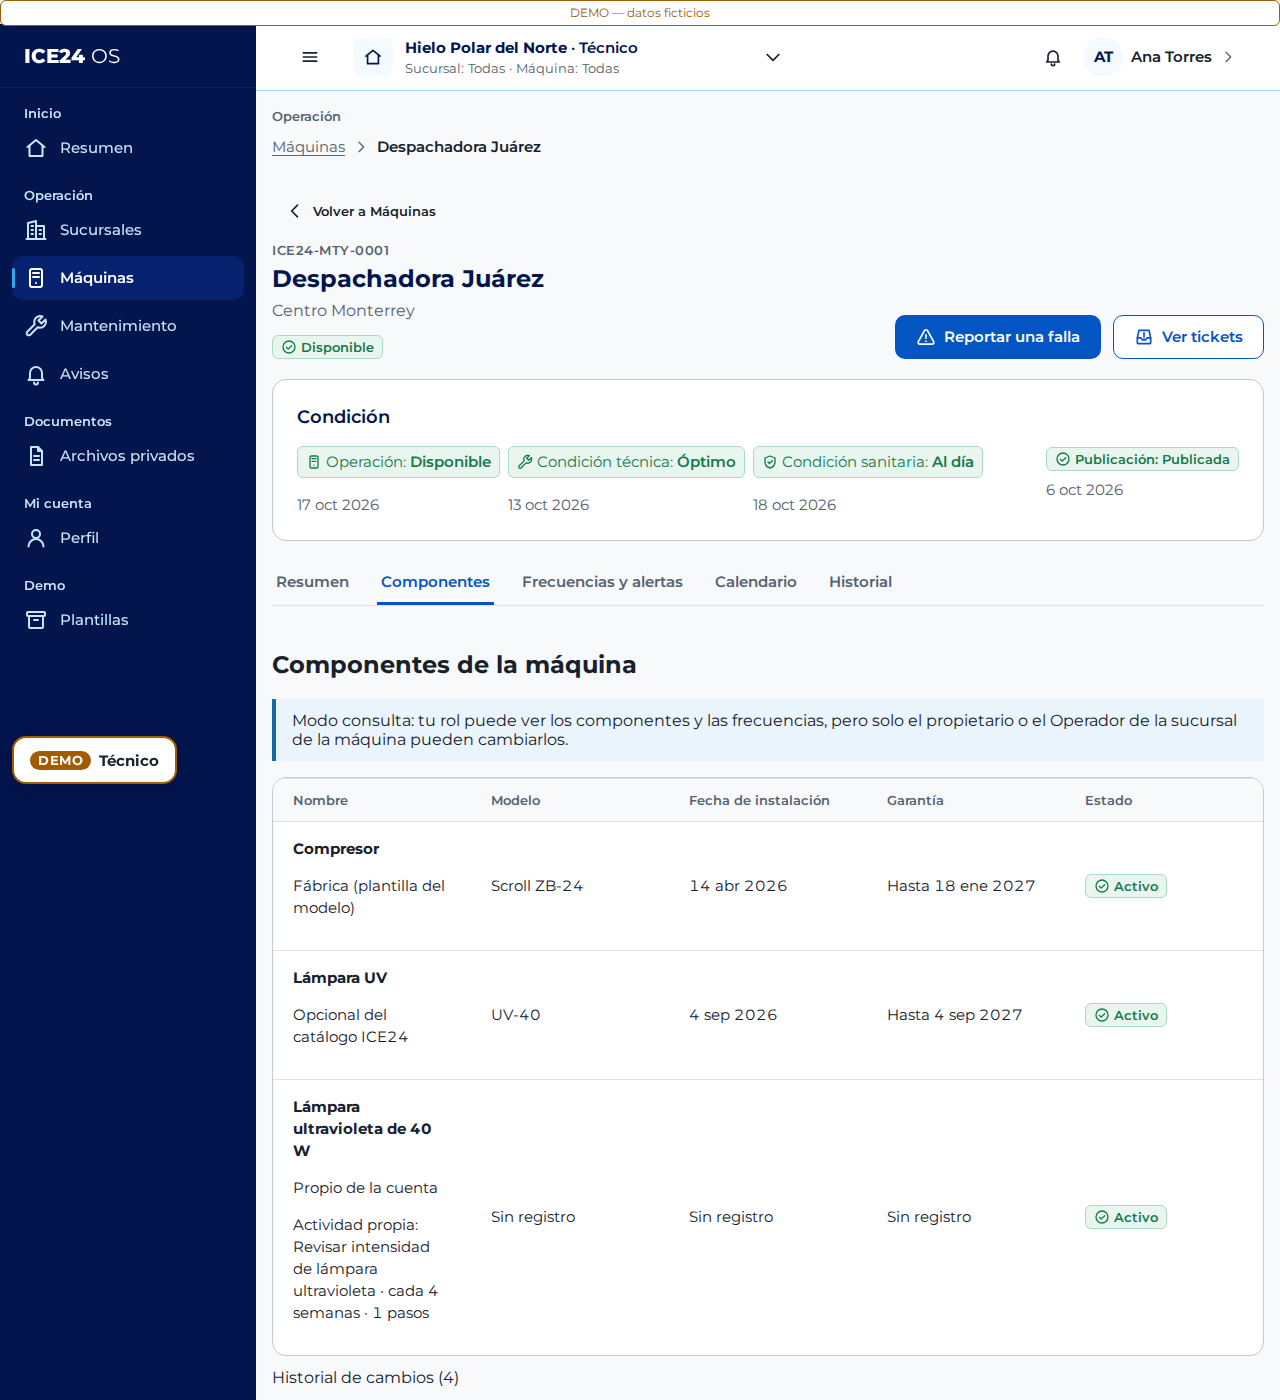 DEMO — datos ficticios
ICE24 OS
Inicio
Resumen
Operación
Sucursales
Máquinas
Mantenimiento
Avisos
Documentos
Archivos privados
Mi cuenta
Perfil
Demo
Plantillas
DEMO Técnico
Hielo Polar del Norte · Técnico
Sucursal: Todas · Máquina: Todas
AT Ana Torres
Operación
Máquinas > Despachadora Juárez
Volver a Máquinas
ICE24-MTY-0001
Despachadora Juárez
Centro Monterrey
Disponible
Reportar una falla
Ver tickets
Condición
Operación: Disponible
17 oct 2026
Condición técnica: Óptimo
13 oct 2026
Condición sanitaria: Al día
18 oct 2026
Publicación: Publicada
6 oct 2026
Resumen Componentes Frecuencias y alertas Calendario Historial
Componentes de la máquina
Modo consulta: tu rol puede ver los componentes y las frecuencias, pero solo el propietario o el Operador de la sucursal
de la máquina pueden cambiarlos.
Nombre Modelo Fecha de instalación Garantía Estado
Compresor
Fábrica (plantilla del
modelo)
Scroll ZB-24
14 abr 2026
Hasta 18 ene 2027
Activo
Lámpara UV
Opcional del
catálogo ICE24
UV-40
4 sep 2026
Hasta 4 sep 2027
Activo
Lámpara
ultravioleta de 40
W
Propio de la cuenta
Actividad propia:
Revisar intensidad
de lámpara
ultravioleta · cada 4
semanas · 1 pasos
Sin registro
Sin registro
Sin registro
Activo
Historial de cambios (4)